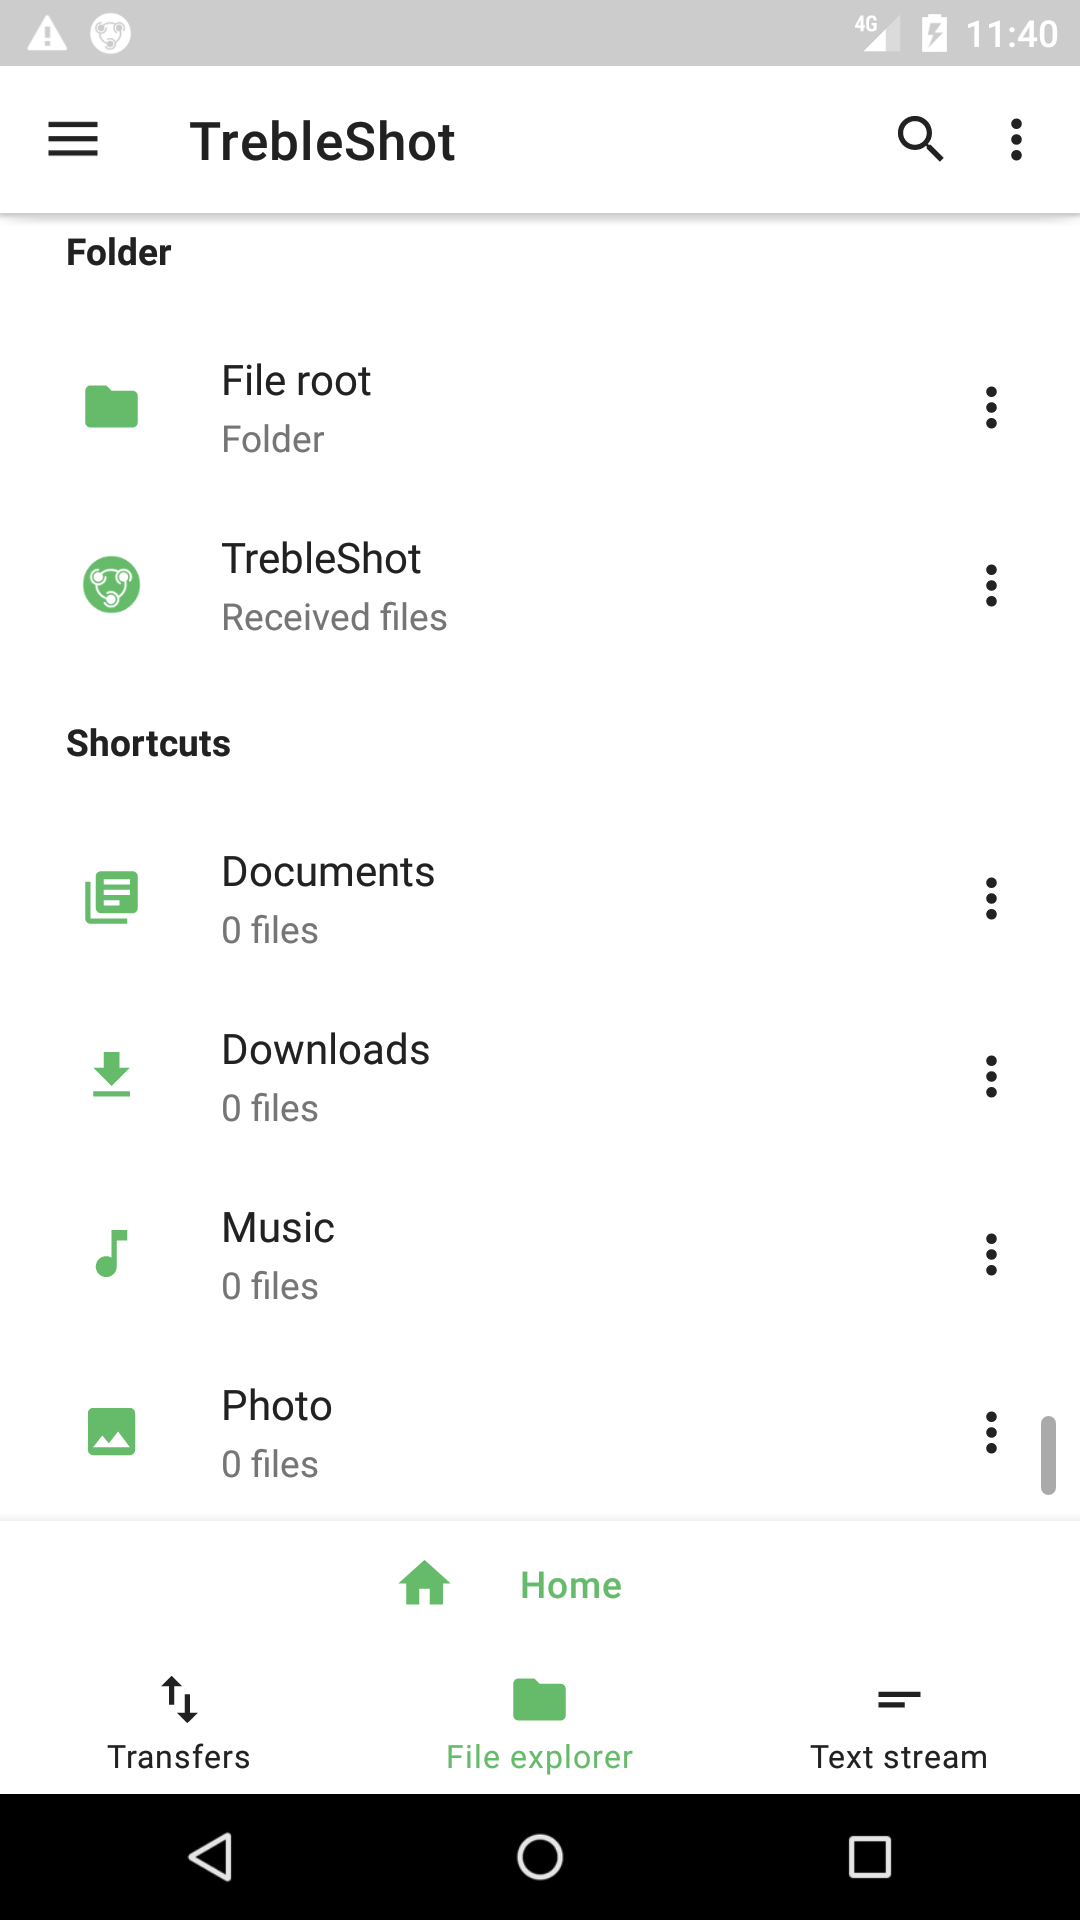 4G 11:40
TrebleShot
Folder
File root
Folder
TrebleShot
Received files
Shortcuts
Documents
0 files
Downloads
0 files
Music
0 files
Photo
0 files
Home
Transfers
File explorer
Text stream